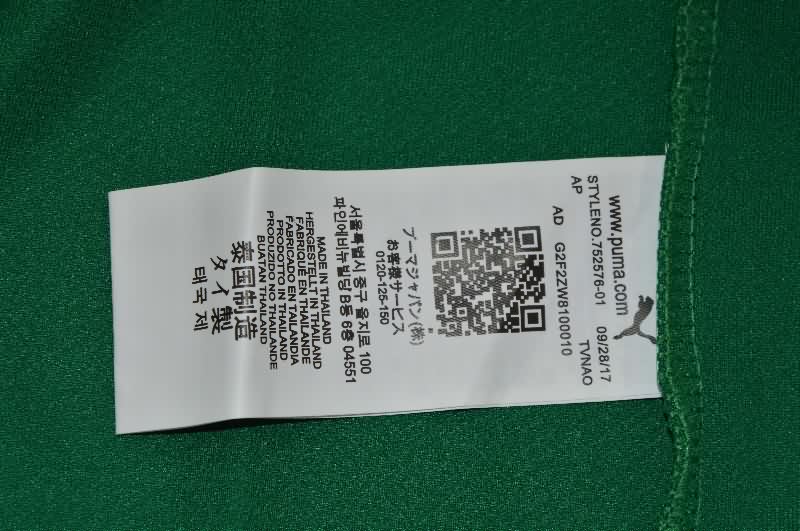 www.puma.com
STYLENO.752576-01 09/28/17
AP TVNAO
AD G2F2ZW8100010
プーマジャパン(株)
お客様サービス
0120-125-150
서울특별시 중구 을지로 100
파인에비뉴빌딩 B동 6층 04551
MADE IN THAILAND
HERGESTELLT IN THAILAND
FABRIQUÉ EN THAÏLANDE
FABRICADO EN TAILANDIA
PRODOTTO IN THAILAND
PRODUZIDO NO THAILANDE
BUATAN THAILAND
泰国制造
タイ製
태국 제